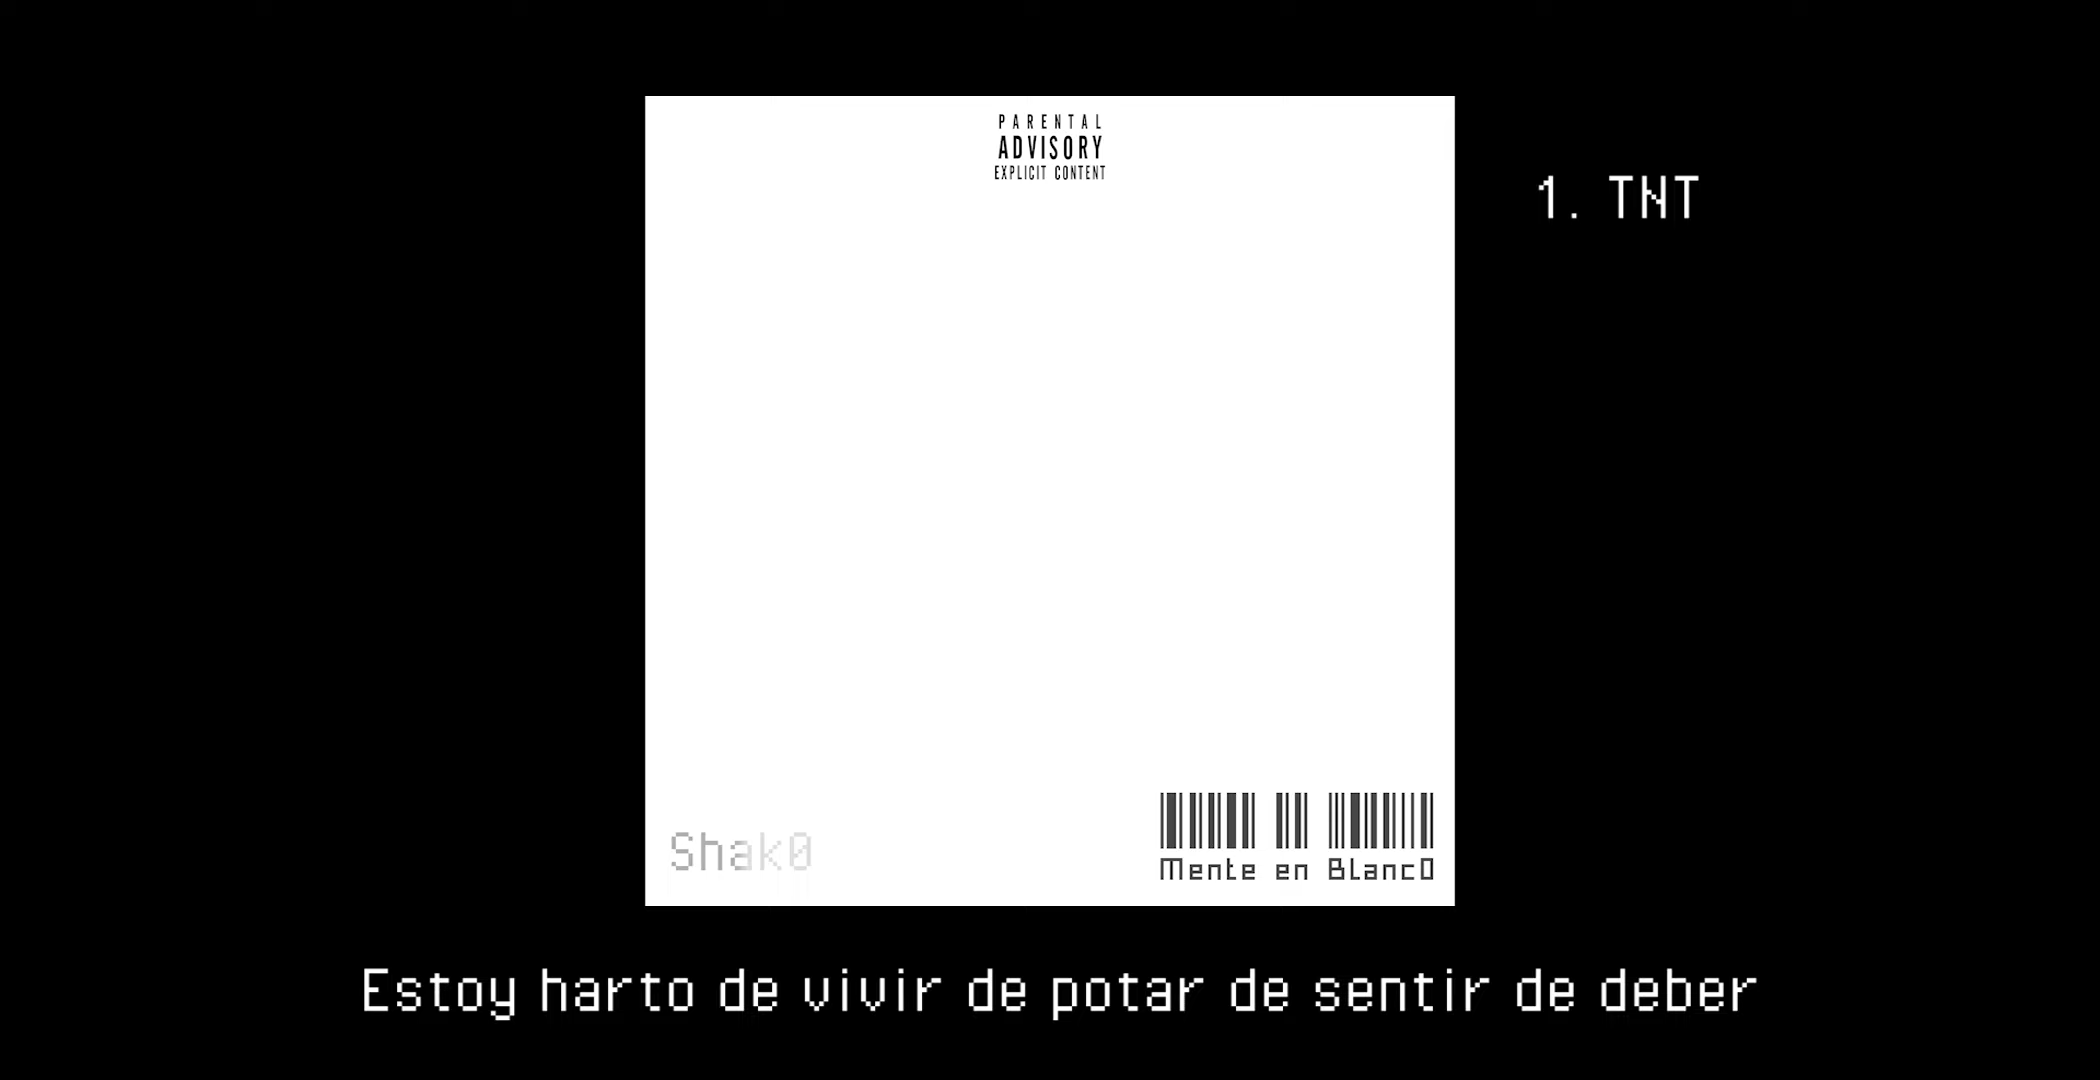 PARENTAL
ADVISORY
EXPLICIT CONTENT
1. TNT
Shak0
Mente en Blanc0
Estoy harto de vivir de potar de sentir de deber